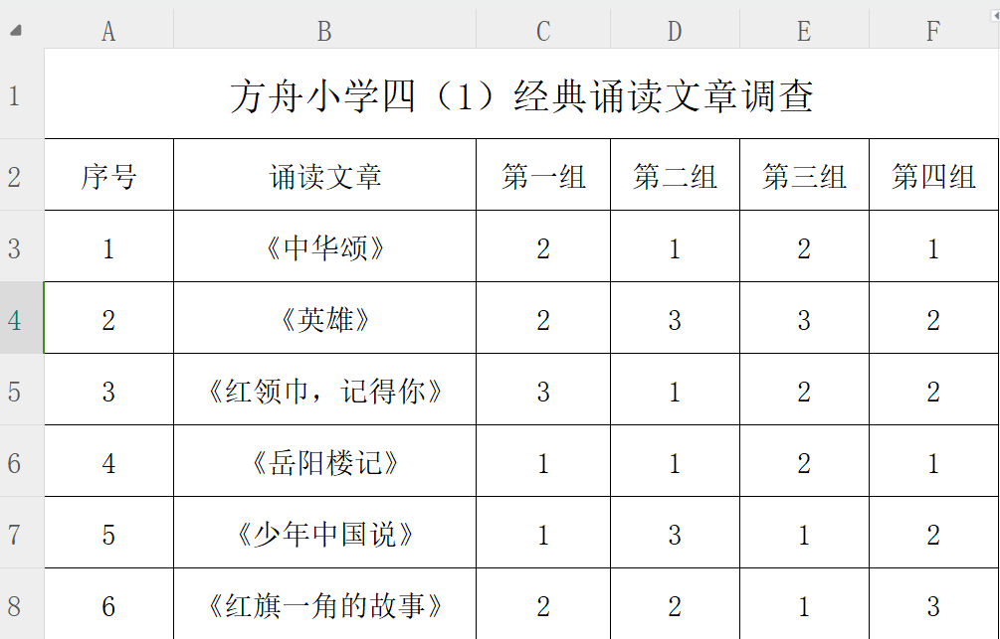 A B C D E F
1 方舟小学四（1）经典诵读文章调查
2 序号 诵读文章 第一组 第二组 第三组 第四组
3 1 《中华颂》 2 1 2 1
4 2 《英雄》 2 3 3 2
5 3 《红领巾，记得你》 3 1 2 2
6 4 《岳阳楼记》 1 1 2 1
7 5 《少年中国说》 1 3 1 2
8 6 《红旗一角的故事》 2 2 1 3